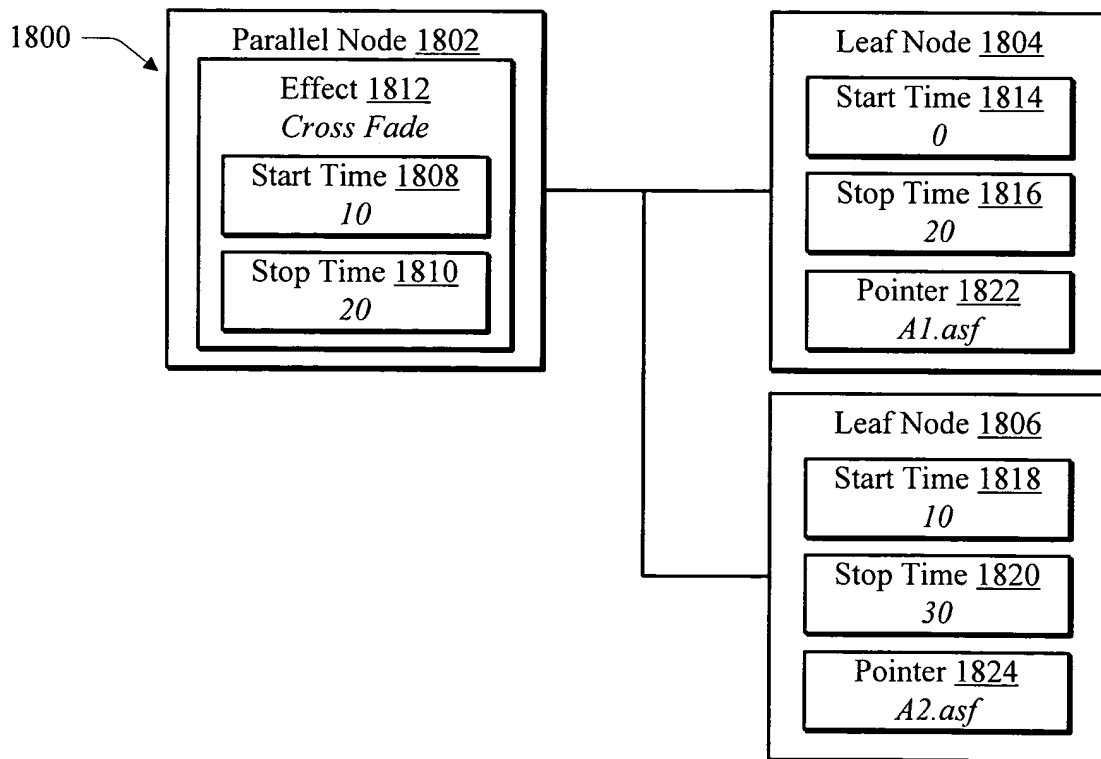 1800
Parallel Node 1802
Effect 1812
Cross Fade
Start Time 1808
10
Stop Time 1810
20
Leaf Node 1804
Start Time 1814
0
Stop Time 1816
20
Pointer 1822
A1.asf
Leaf Node 1806
Start Time 1818
10
Stop Time 1820
30
Pointer 1824
A2.asf